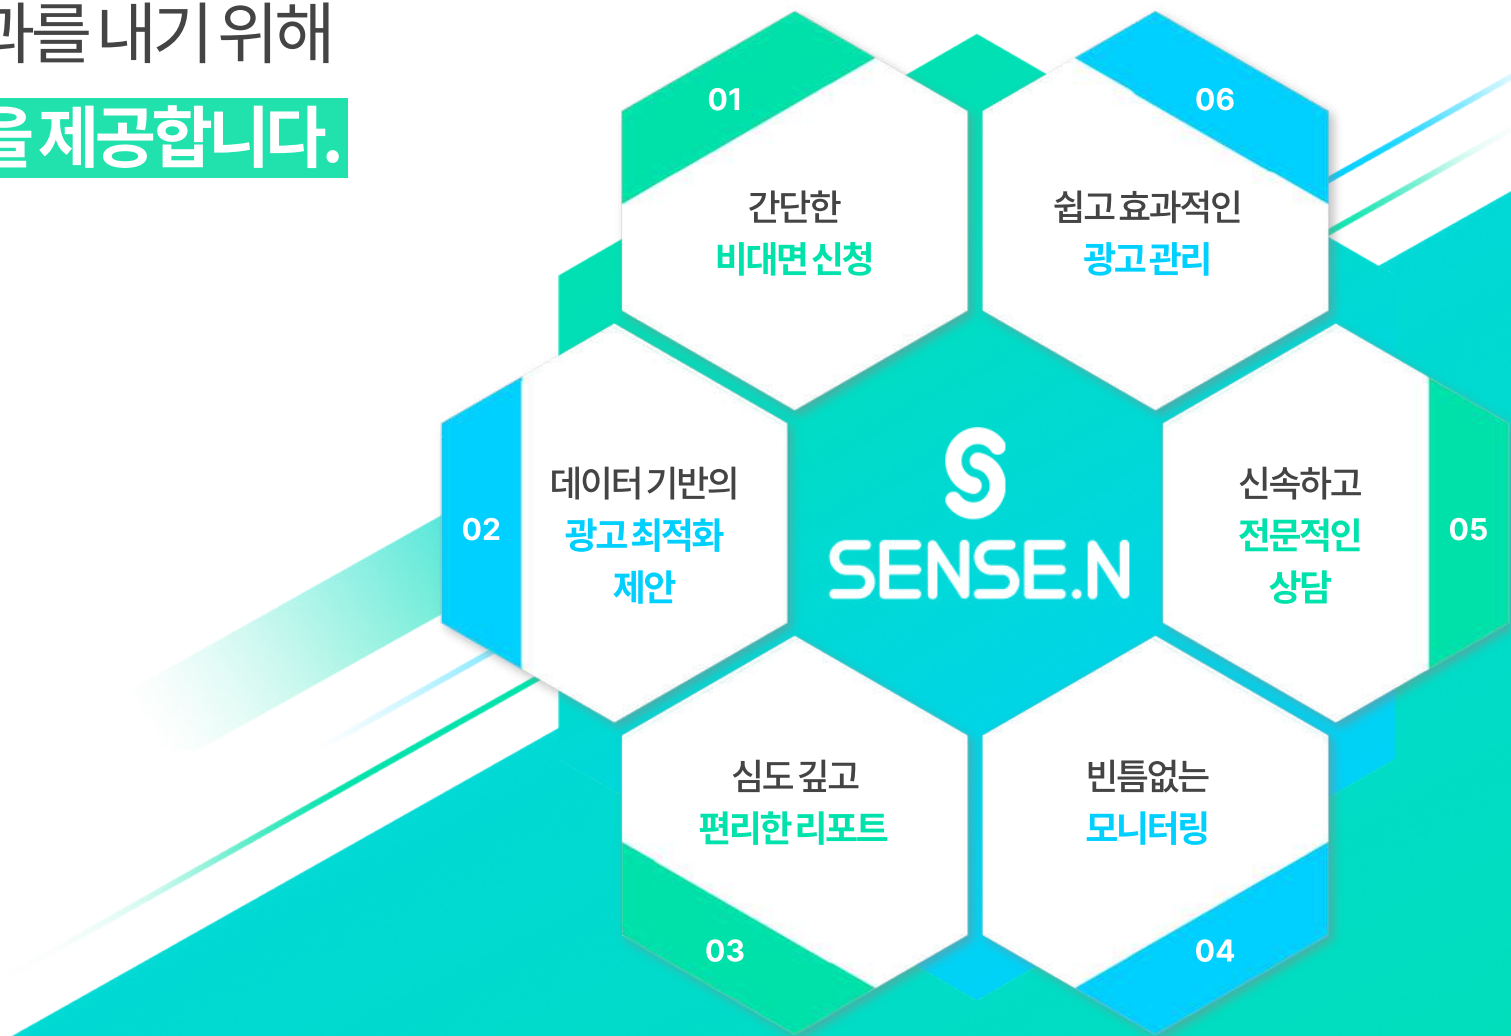 과를 내기 위해
을 제공합니다.
01
간단한
비대면 신청
06
쉽고 효과적인
광고 관리
02
데이터 기반의
광고 최적화
제안
SENSE.N
신속하고
전문적인
상담
05
심도 깊고
편리한 리포트
03
빈틈없는
모니터링
04